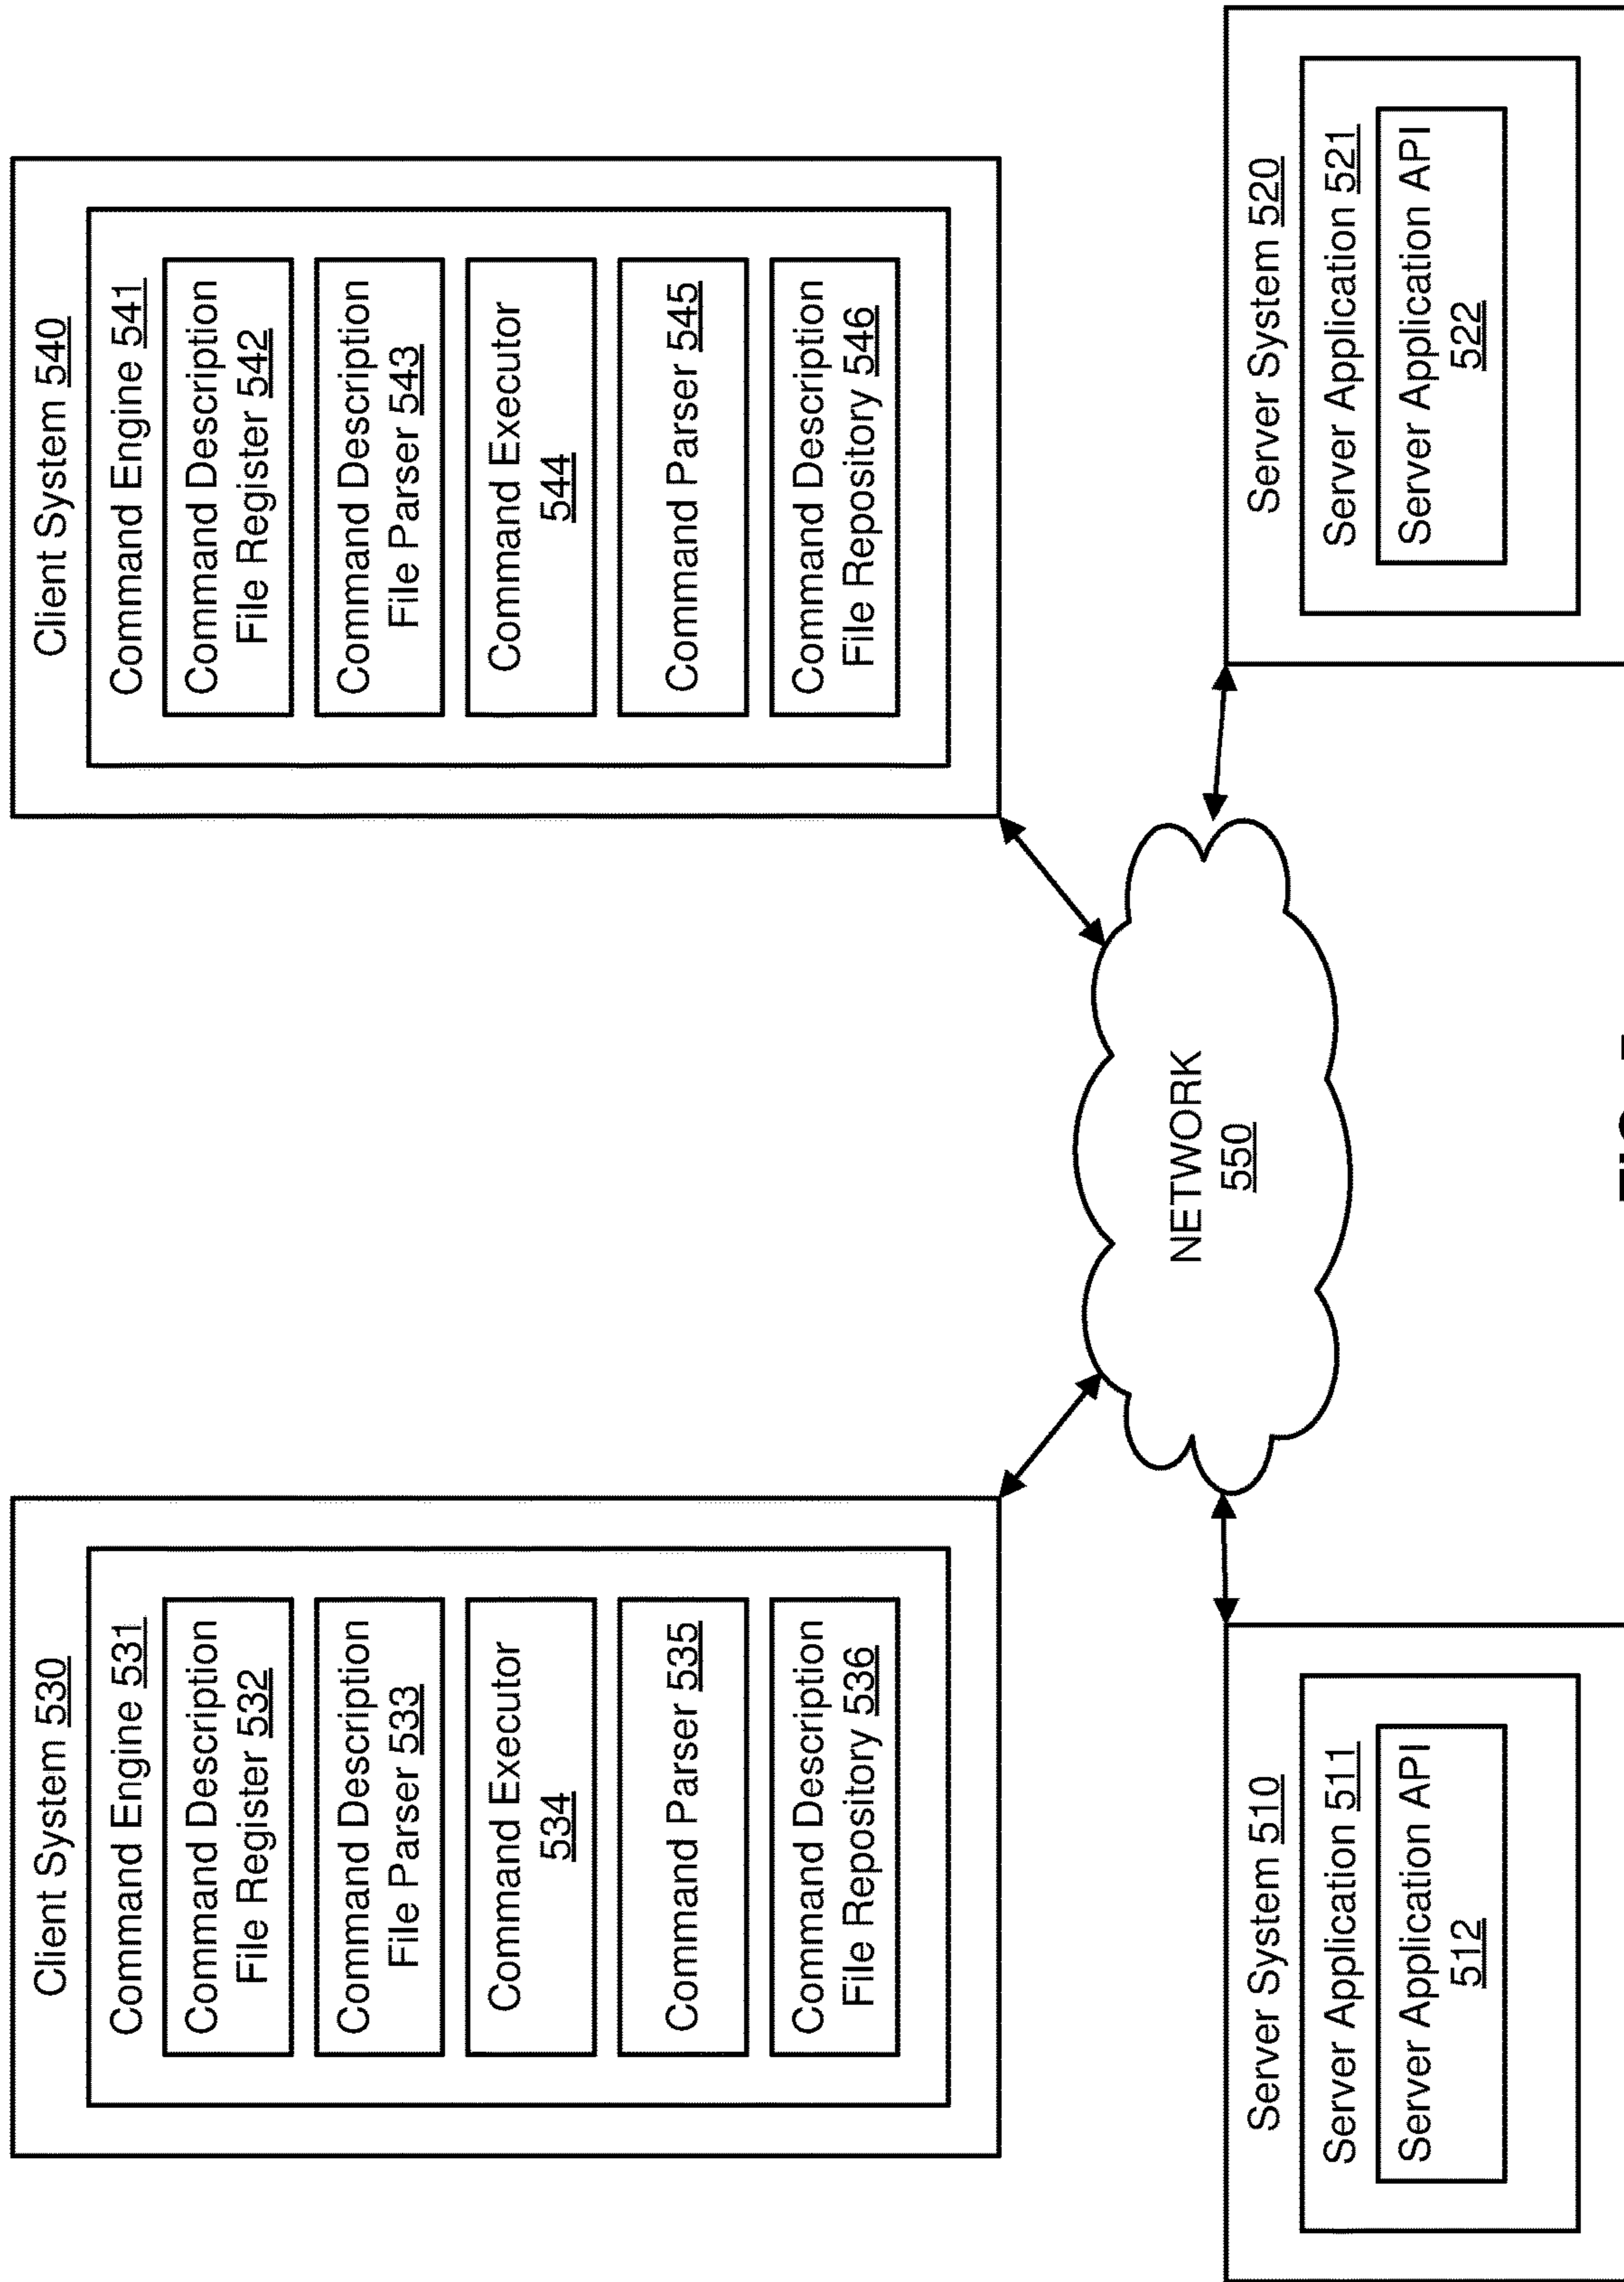 Client System 530
Command Engine 531
Command Description
File Register 532
Command Description
File Parser 533
Command Executor
534
Command Parser 535
Command Description
File Repository 536
Client System 540
Command Engine 541
Command Description
File Register 542
Command Description
File Parser 543
Command Executor
544
Command Parser 545
Command Description
File Repository 546
NETWORK
550
Server System 510
Server Application 511
Server Application API
512
Server System 520
Server Application 521
Server Application API
522